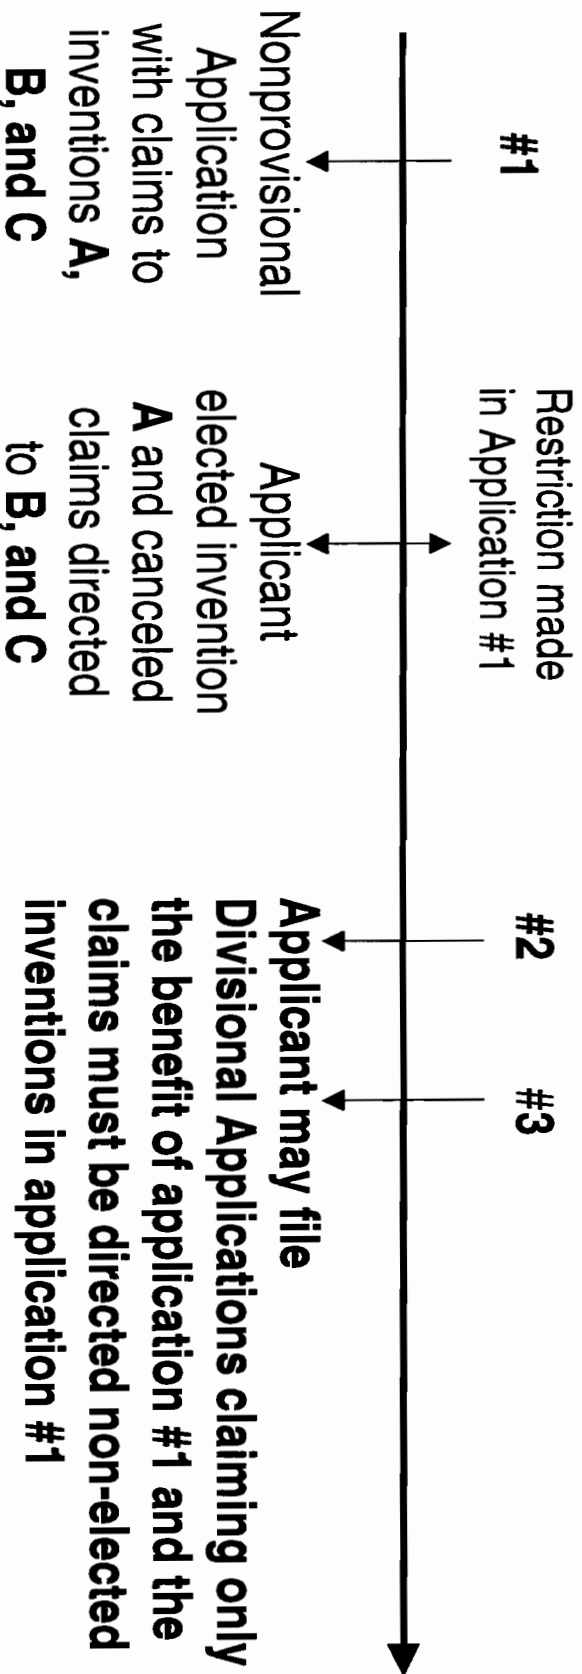 #1
Restriction made
in Application #1
#2
#3
Nonprovisional
Application
with claims to
inventions A,
B, and C
Applicant
elected invention
A and canceled
claims directed
to B, and C
Applicant may file
Divisional Applications claiming only
the benefit of application #1 and the
claims must be directed non-elected
inventions in application #1